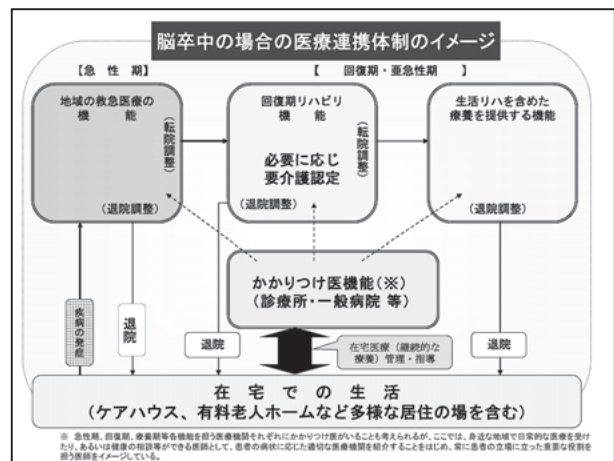 脳卒中の場合の医療連携体制のイメージ
【急 性 期】
【 回復期・亜急性期 】
地域の救急医療の
機 能
(転院調整)
(退院調整)
回復期リハビリ
機 能
(転院調整)
必要に応じ
要介護認定
(退院調整)
生活リハを含めた
療養を提供する機能
(退院調整)
かかりつけ医機能(※)
(診療所・一般病院 等)
疾病の発症
退院
退院
在宅医療(継続的な
療養)管理・指導
退院
在 宅 で の 生 活
(ケアハウス、有料老人ホームなど多様な居住の場を含む)
※ 急性期、回復期、療養期等各機能を担う医療機関それぞれにかかりつけ医がいることも考えられるが、ここでは、身近な地域で日常的な医療を受け
たり、あるいは健康の相談等ができる医師として、患者の病状に応じた適切な医療機関を紹介することをはじめ、常に患者の立場に立った重要な役割を
担う医師をイメージしている。